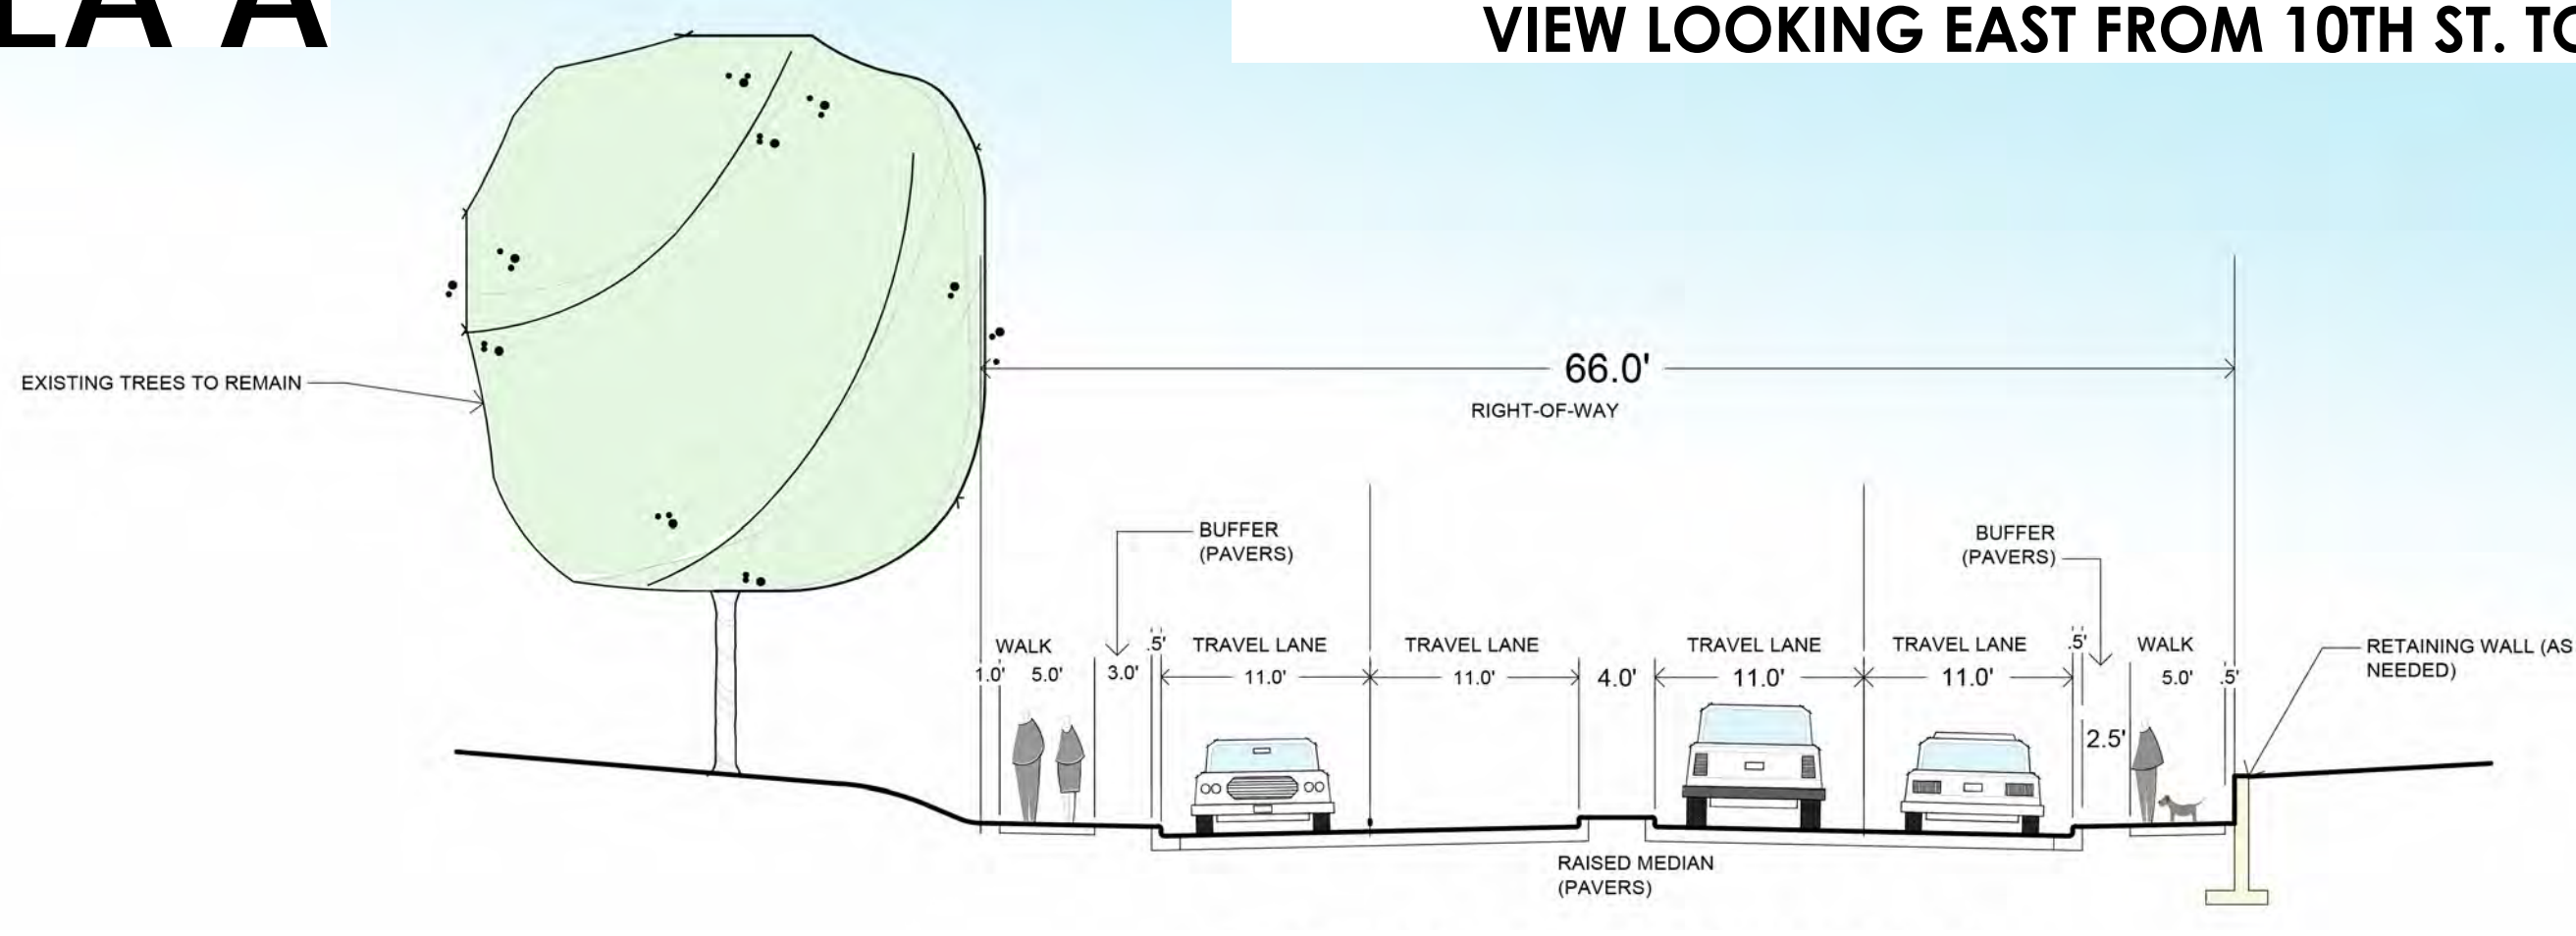 LA A
VIEW LOOKING EAST FROM 10TH ST. TO
66.0'
RIGHT-OF-WAY
EXISTING TREES TO REMAIN
BUFFER
(PAVERS)
BUFFER
(PAVERS)
WALK
.5'
TRAVEL LANE
TRAVEL LANE
TRAVEL LANE
TRAVEL LANE
.5'
WALK
RETAINING WALL (AS
NEEDED)
1.0'
5.0'
3.0'
11.0'
11.0'
4.0'
11.0'
11.0'
2.5'
5.0'
.5'
RAISED MEDIAN
(PAVERS)